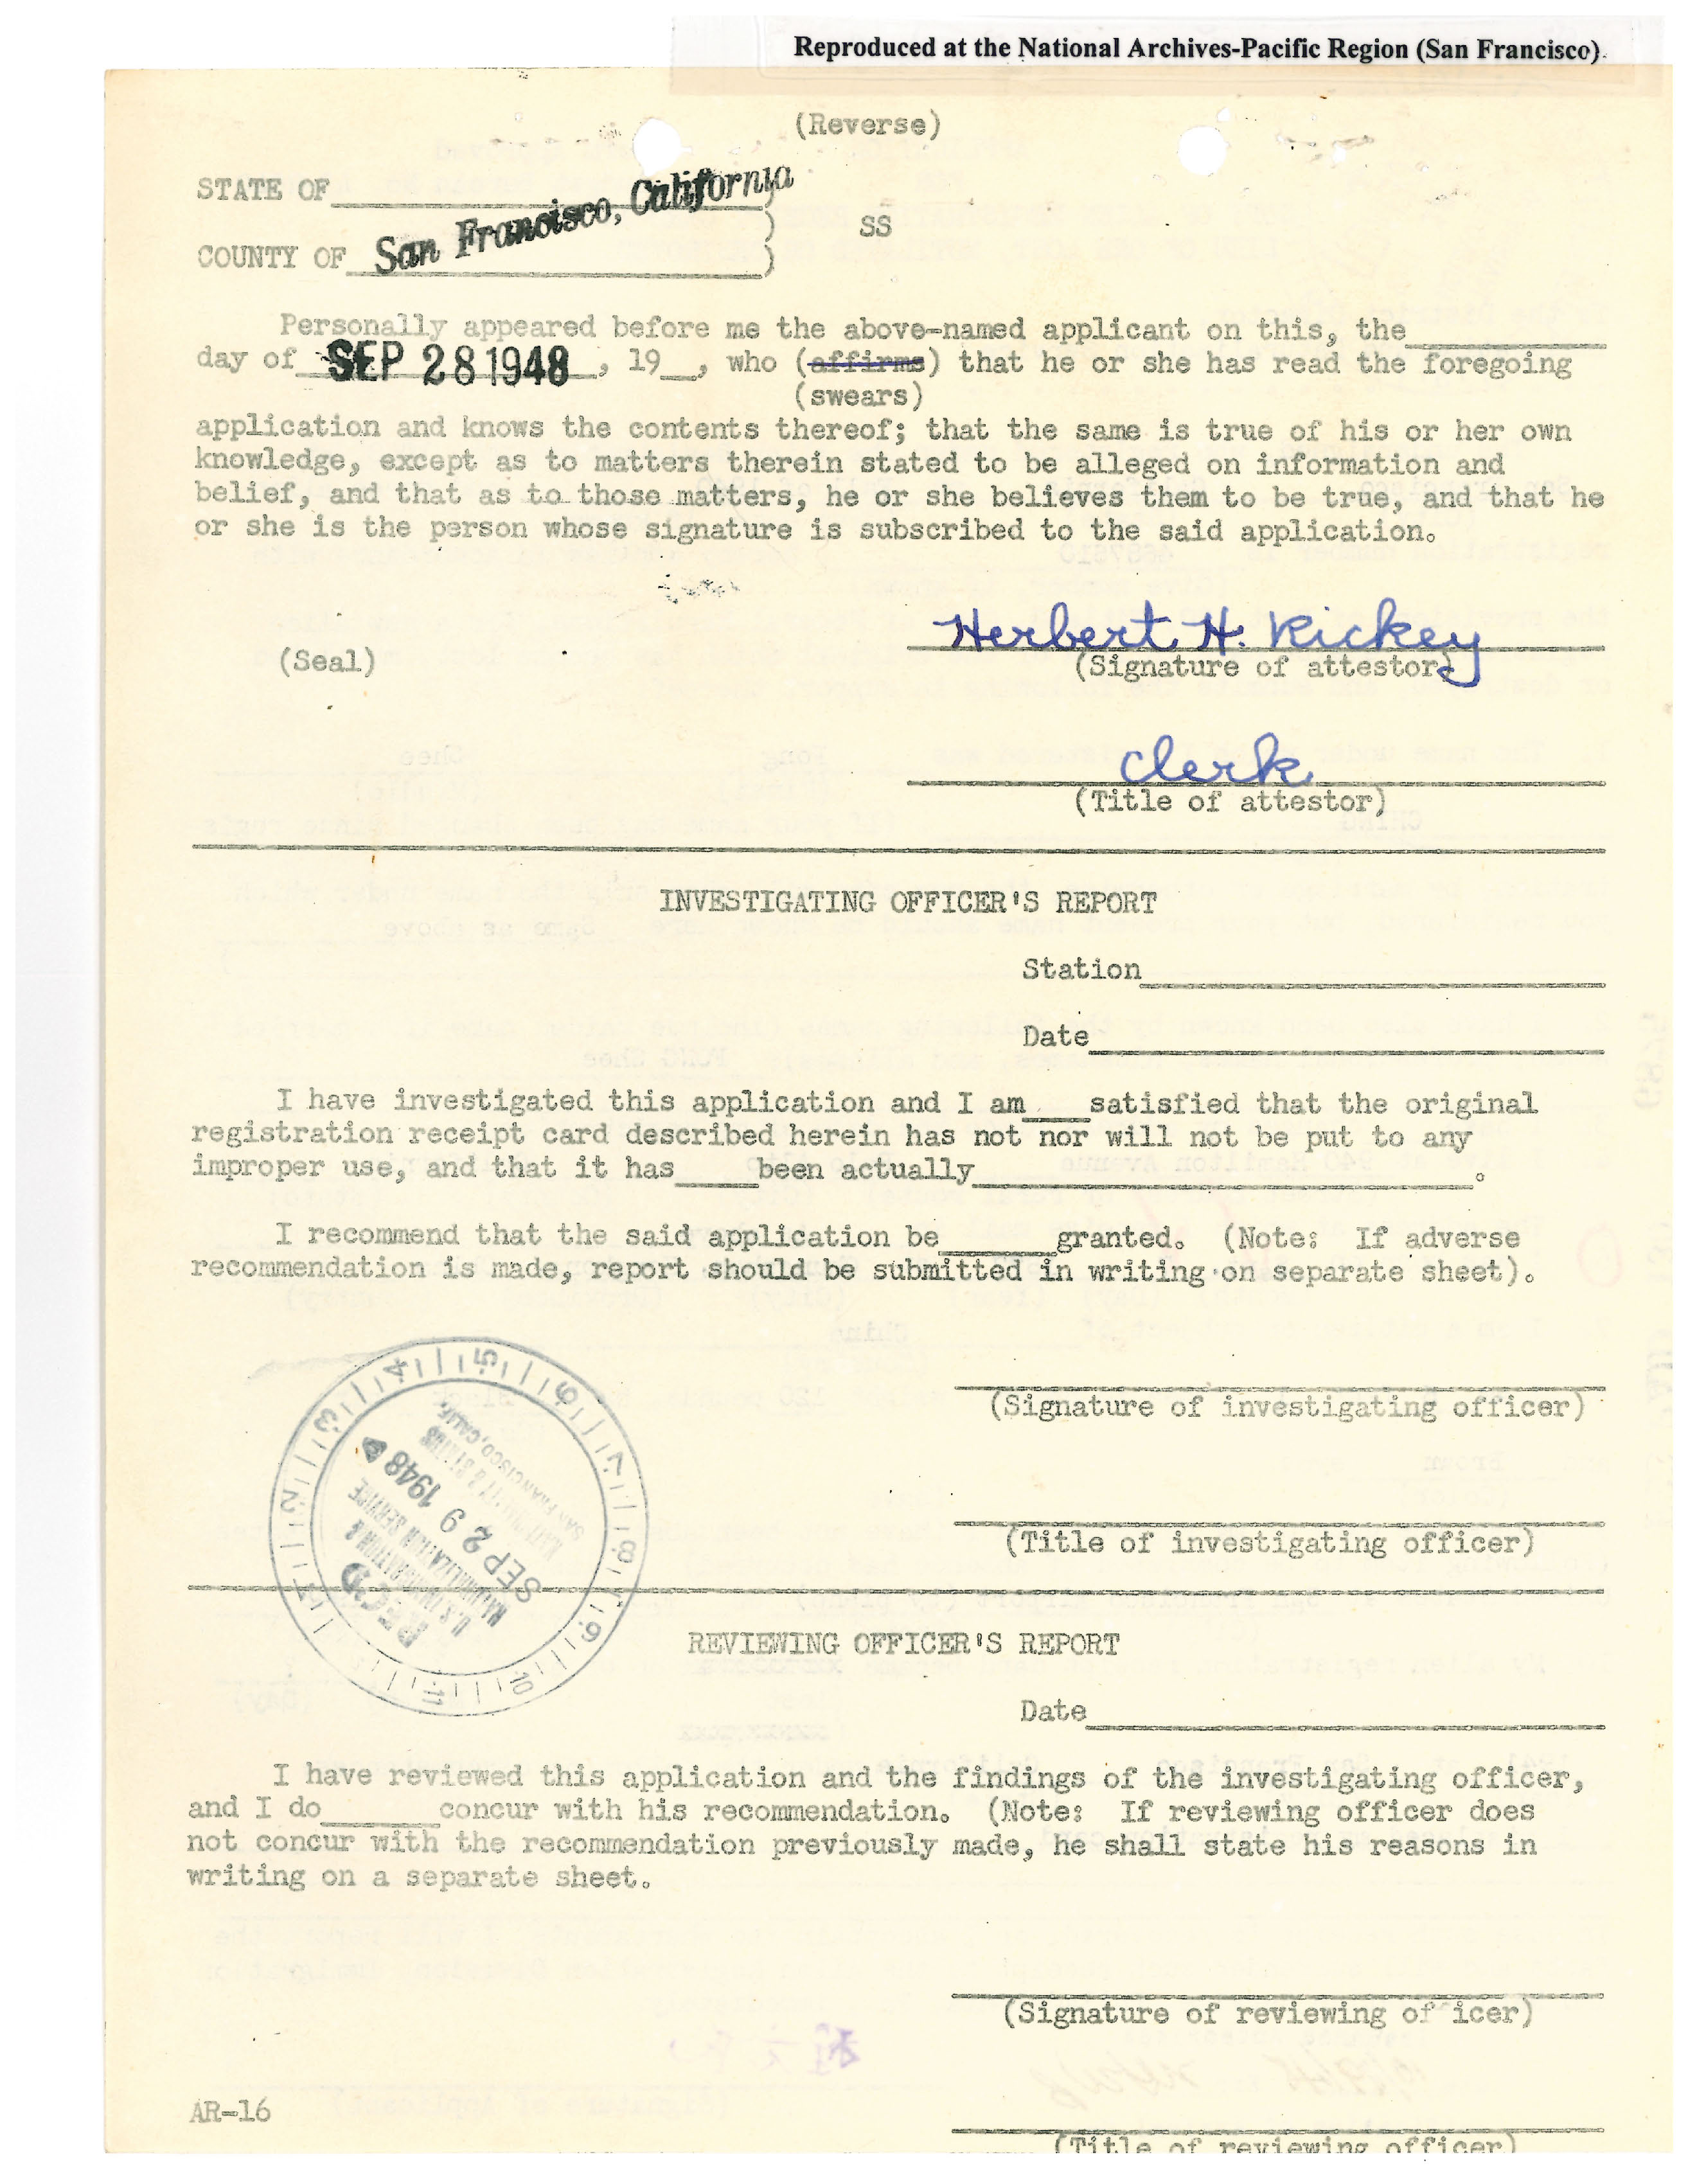 Reproduced at the National Archives-Pacific Region (San Francisco).
(Reverse)
STATE OF
San Francisco, California
) SS
COUNTY OF )
Personally appeared before me the above-named applicant on this, the
day of SEP 28 1948, 19__, who (affirms) that he or she has read the foregoing
(swears)
application and knows the contents thereof; that the same is true of his or her own
knowledge, except as to matters therein stated to be alleged on information and
belief, and that as to those matters, he or she believes them to be true, and that he
or she is the person whose signature is subscribed to the said application.
Herbert H. Rickey
(Seal) (Signature of attestor)
Clerk
(Title of attestor)
INVESTIGATING OFFICER'S REPORT
Station
Date
I have investigated this application and I am ____ satisfied that the original
registration receipt card described herein has not nor will not be put to any
improper use, and that it has ____ been actually ____.
I recommend that the said application be ____ granted. (Note: If adverse
recommendation is made, report should be submitted in writing on separate sheet).
(Signature of investigating officer)
(Title of investigating officer)
REC'D
U.S. IMMIGRATION &
NATURALIZATION SERVICE
SEP 29 1948
SAN FRANCISCO, CALIF.
1 2 3 4 5 6 7 8 9 10 11
REVIEWING OFFICER'S REPORT
Date
I have reviewed this application and the findings of the investigating officer,
and I do ____ concur with his recommendation. (Note: If reviewing officer does
not concur with the recommendation previously made, he shall state his reasons in
writing on a separate sheet.
(Signature of reviewing of icer)
AR-16
(Title of reviewing officer)